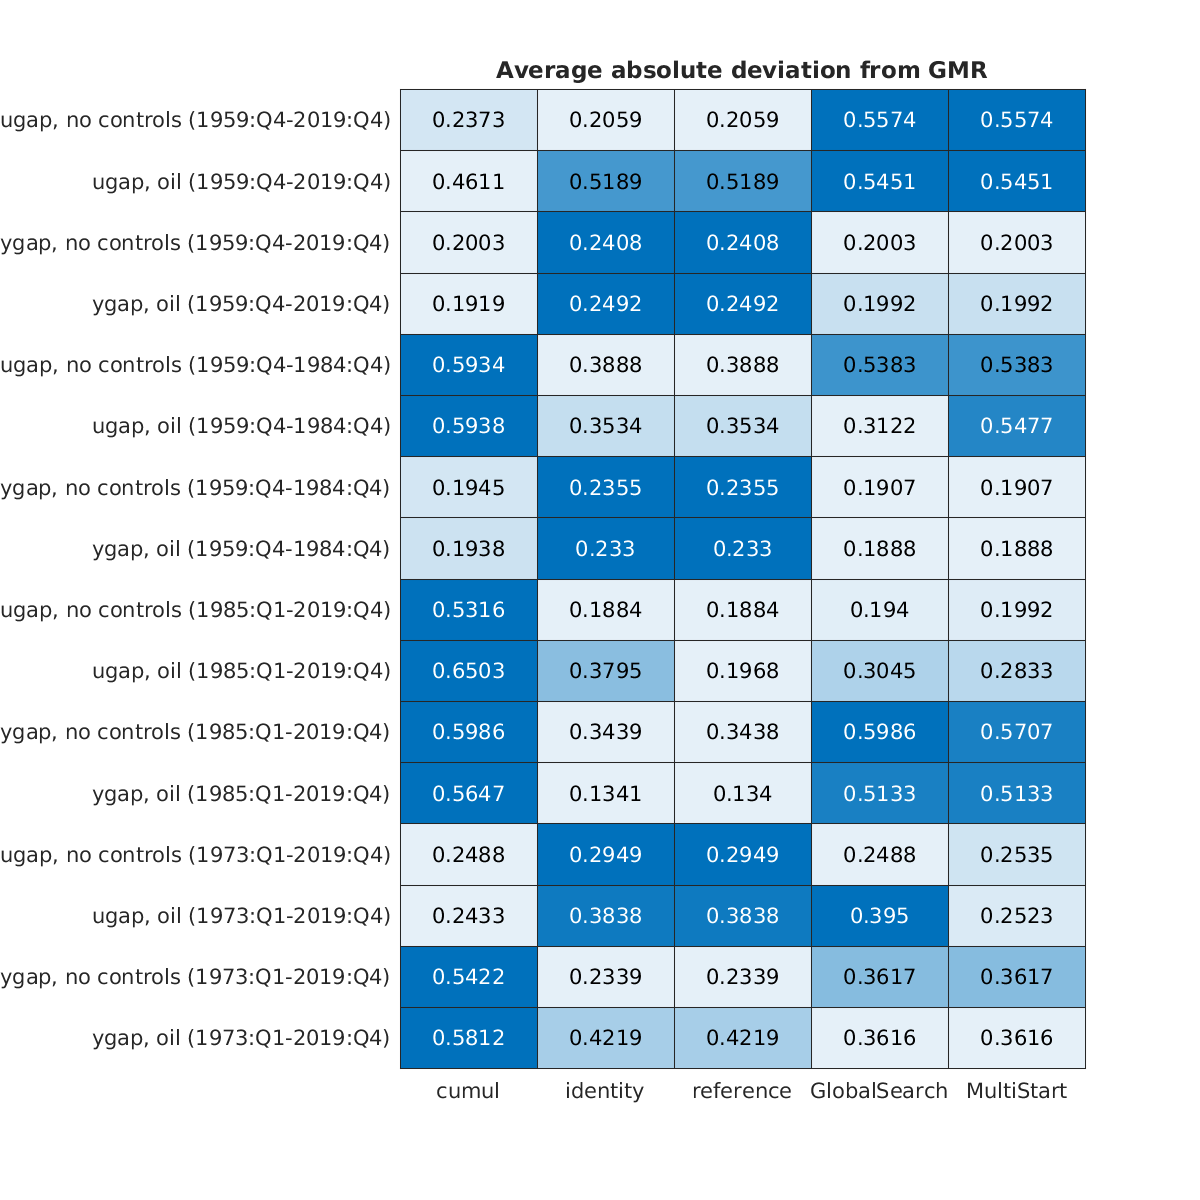 Average absolute deviation from GMR
ugap, no controls (1959:Q4-2019:Q4) 0.2373 0.2059 0.2059 0.5574 0.5574
ugap, oil (1959:Q4-2019:Q4) 0.4611 0.5189 0.5189 0.5451 0.5451
ygap, no controls (1959:Q4-2019:Q4) 0.2003 0.2408 0.2408 0.2003 0.2003
ygap, oil (1959:Q4-2019:Q4) 0.1919 0.2492 0.2492 0.1992 0.1992
ugap, no controls (1959:Q4-1984:Q4) 0.5934 0.3888 0.3888 0.5383 0.5383
ugap, oil (1959:Q4-1984:Q4) 0.5938 0.3534 0.3534 0.3122 0.5477
ygap, no controls (1959:Q4-1984:Q4) 0.1945 0.2355 0.2355 0.1907 0.1907
ygap, oil (1959:Q4-1984:Q4) 0.1938 0.233 0.233 0.1888 0.1888
ugap, no controls (1985:Q1-2019:Q4) 0.5316 0.1884 0.1884 0.194 0.1992
ugap, oil (1985:Q1-2019:Q4) 0.6503 0.3795 0.1968 0.3045 0.2833
ygap, no controls (1985:Q1-2019:Q4) 0.5986 0.3439 0.3438 0.5986 0.5707
ygap, oil (1985:Q1-2019:Q4) 0.5647 0.1341 0.134 0.5133 0.5133
ugap, no controls (1973:Q1-2019:Q4) 0.2488 0.2949 0.2949 0.2488 0.2535
ugap, oil (1973:Q1-2019:Q4) 0.2433 0.3838 0.3838 0.395 0.2523
ygap, no controls (1973:Q1-2019:Q4) 0.5422 0.2339 0.2339 0.3617 0.3617
ygap, oil (1973:Q1-2019:Q4) 0.5812 0.4219 0.4219 0.3616 0.3616
cumul identity reference GlobalSearch MultiStart